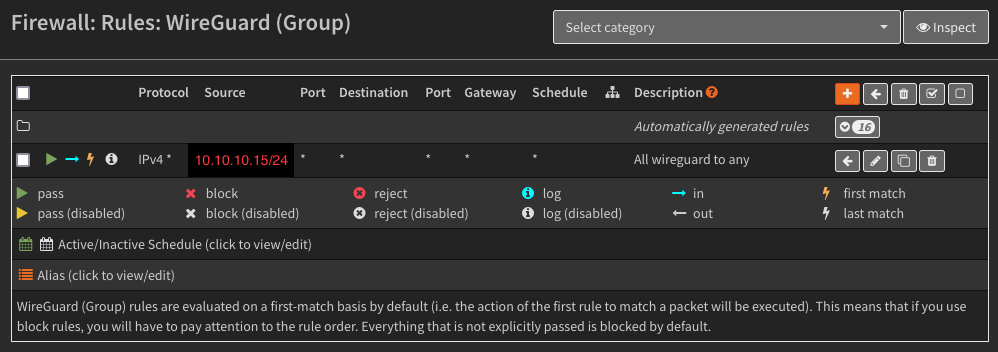 Firewall: Rules: WireGuard (Group)
Select category
Inspect
Protocol Source Port Destination Port Gateway Schedule Description
Automatically generated rules 16
IPv4 * 10.10.10.15/24 * * * * * All wireguard to any
pass block reject log in first match
pass (disabled) block (disabled) reject (disabled) log (disabled) out last match
Active/Inactive Schedule (click to view/edit)
Alias (click to view/edit)
WireGuard (Group) rules are evaluated on a first-match basis by default (i.e. the action of the first rule to match a packet will be executed). This means that if you use
block rules, you will have to pay attention to the rule order. Everything that is not explicitly passed is blocked by default.